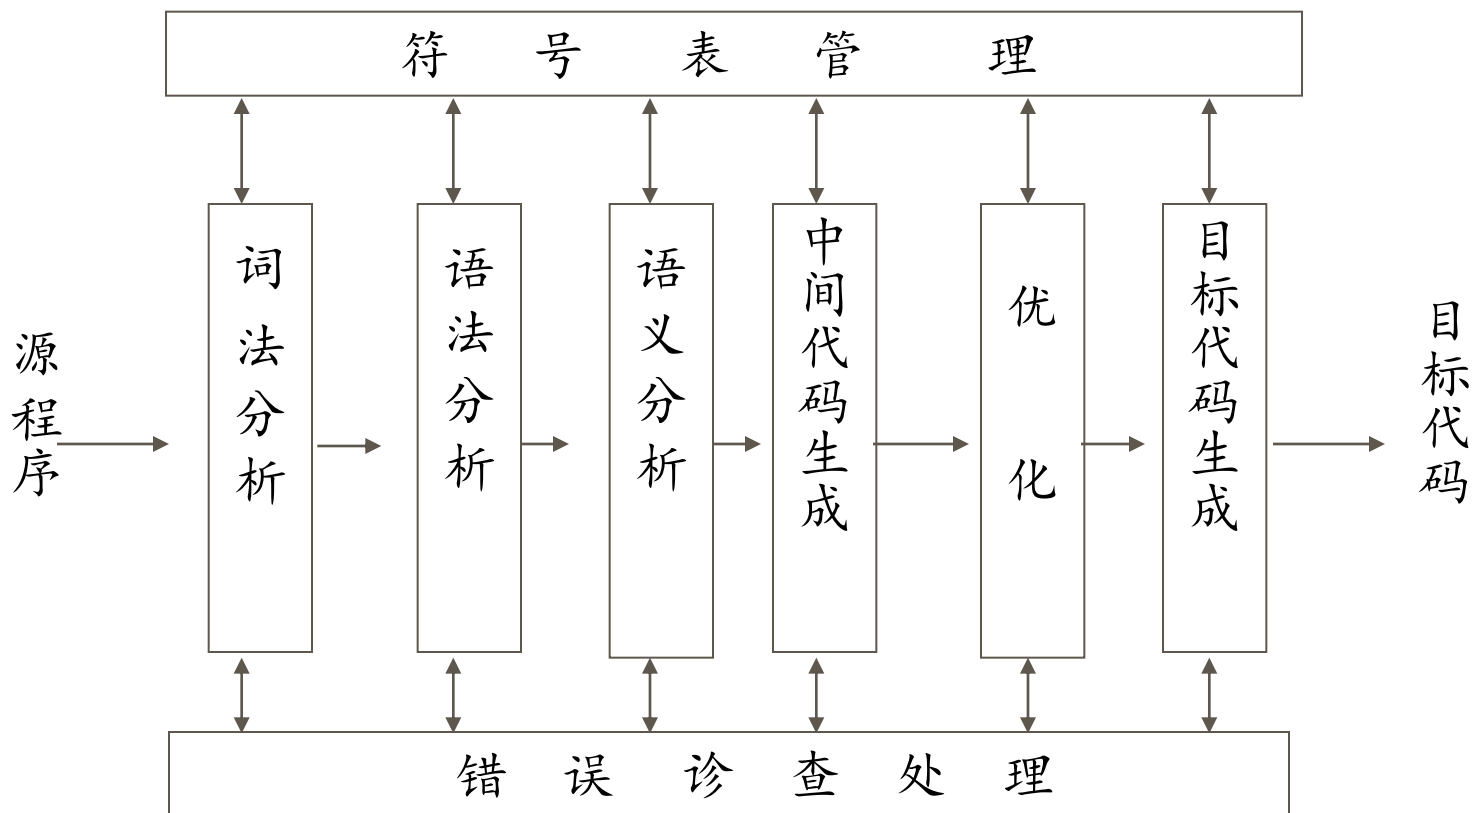 符号表管理
源程序
词法分析
语法分析
语义分析
中间代码生成
优化
目标代码生成
目标代码
错误诊查处理